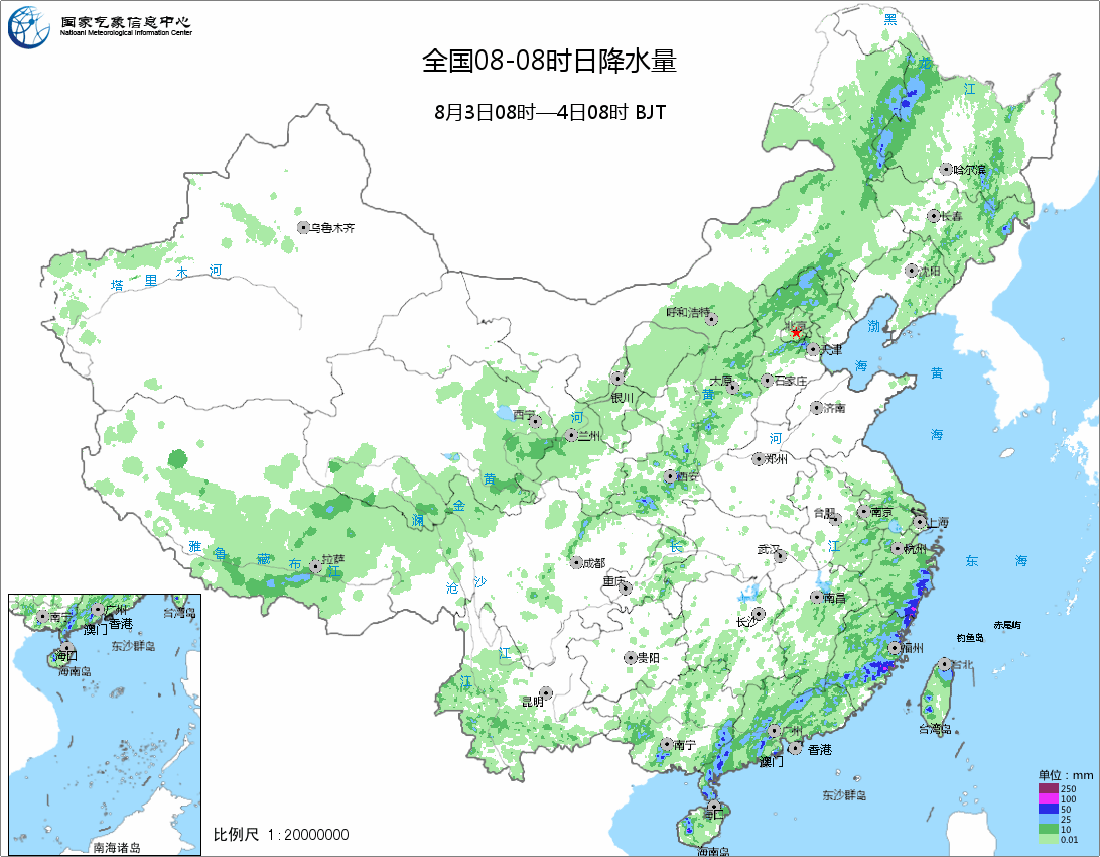 国家气象信息中心
Naitioanl Meteorological Information Center
全国08-08时日降水量
8月3日08时—4日08时 BJT
黑
龙
江
哈尔滨
长春
沈阳
乌鲁木齐
塔 里 木 河
呼和浩特
北京
天津
渤
海
黄
海
银川
太原
石家庄
黄
济南
西宁
河
兰州
河
郑州
西安
黄
金
澜
合肥
南京
上海
雅 鲁 藏 布 江
拉萨
成都
长
武汉
江
杭州
东 海
沧 沙
重庆
南昌
长沙
赤尾屿
钓鱼岛
福州
台北
贵阳
江
江
昆明
台湾岛
南宁
广州
香港
澳门
东沙群岛
海口
海南岛
南宁
广州
台湾岛
香港
澳门
东沙群岛
海口
海南岛
南海诸岛
比例尺 1:20000000
单位：mm
250
100
50
25
10
0.01